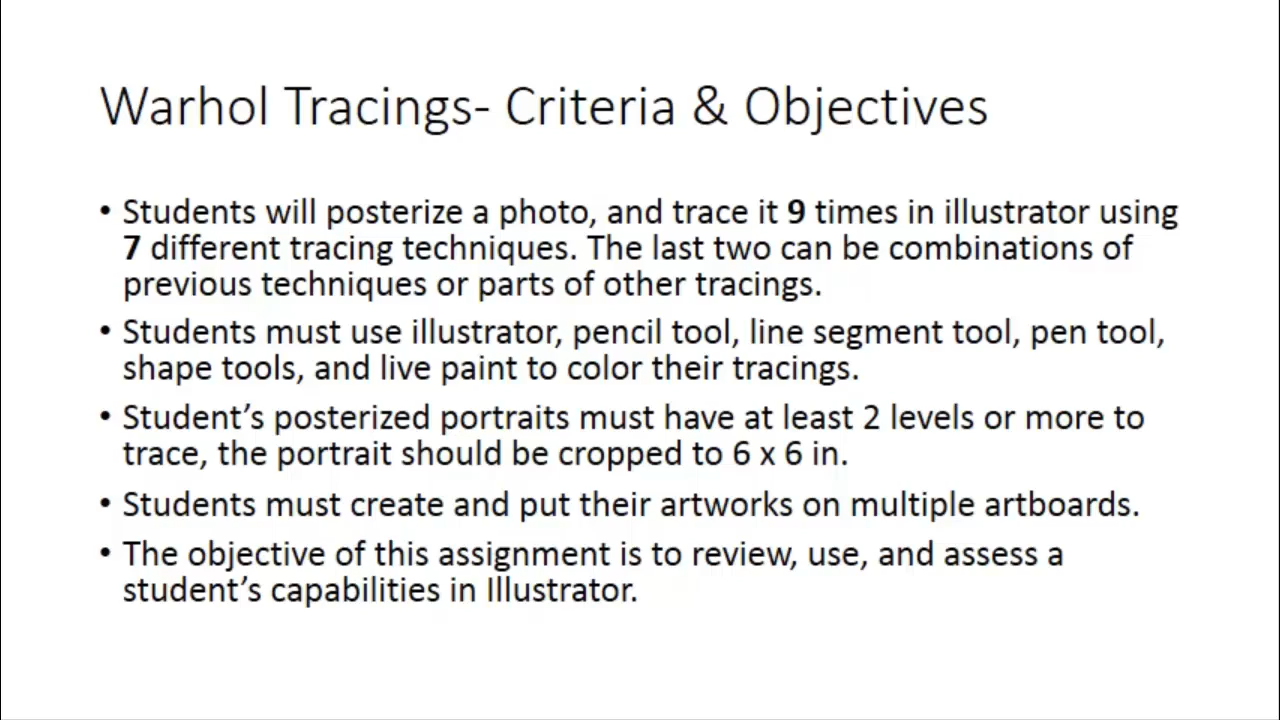 Warhol Tracings- Criteria & Objectives
• Students will posterize a photo, and trace it 9 times in illustrator using
7 different tracing techniques. The last two can be combinations of
previous techniques or parts of other tracings.
• Students must use illustrator, pencil tool, line segment tool, pen tool,
shape tools, and live paint to color their tracings.
• Student’s posterized portraits must have at least 2 levels or more to
trace, the portrait should be cropped to 6 x 6 in.
• Students must create and put their artworks on multiple artboards.
• The objective of this assignment is to review, use, and assess a
student’s capabilities in Illustrator.